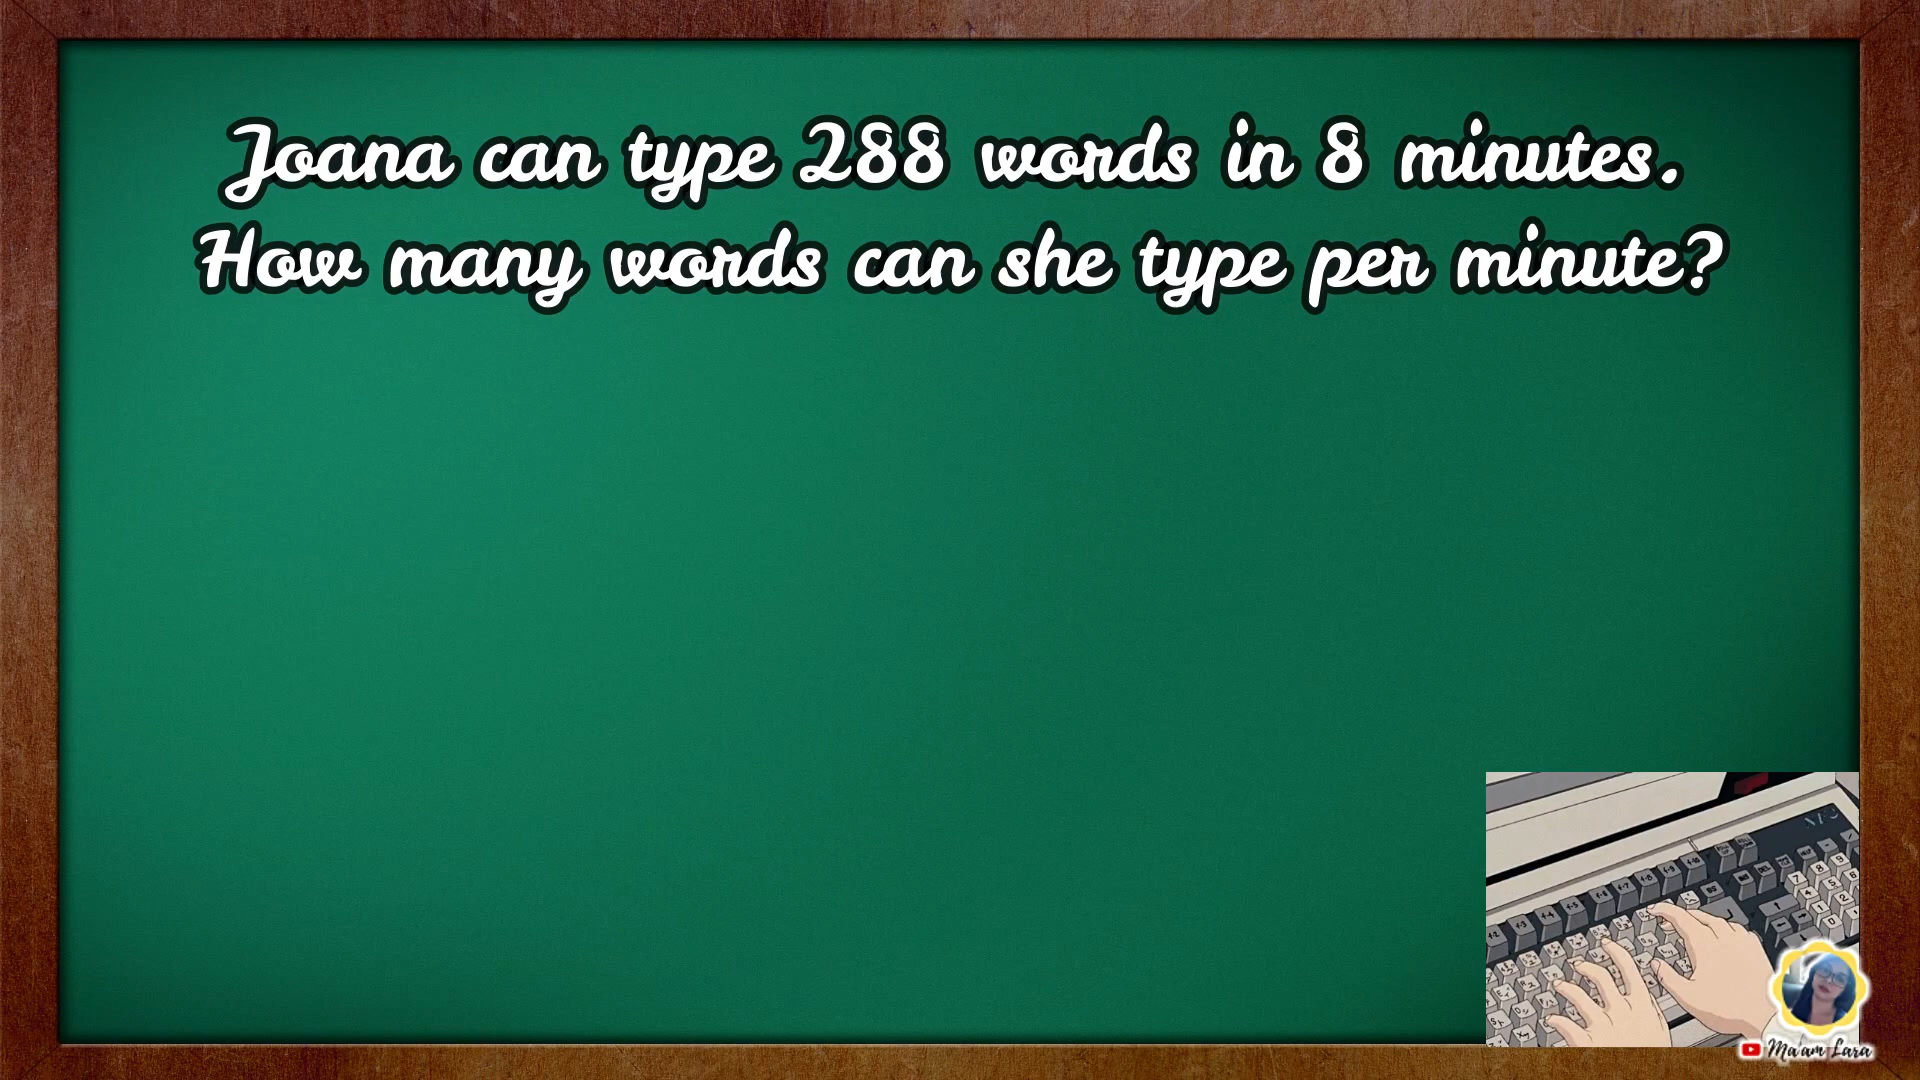 Joana can type 288 words in 8 minutes.
How many words can she type per minute?
Ma'am Lara